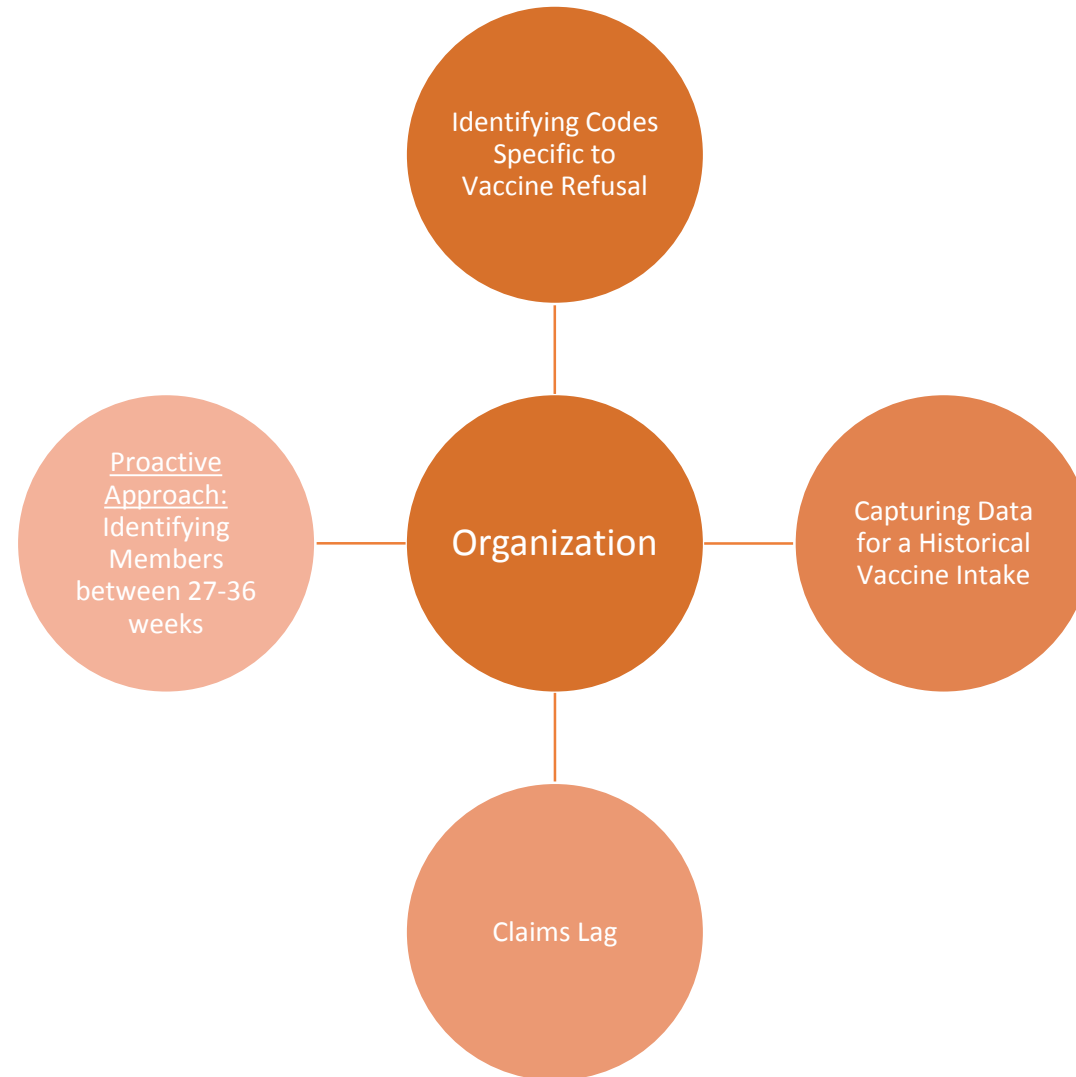 Identifying Codes
Specific to
Vaccine Refusal
Proactive
Approach:
Identifying
Members
between 27-36
weeks
Organization
Capturing Data
for a Historical
Vaccine Intake
Claims Lag